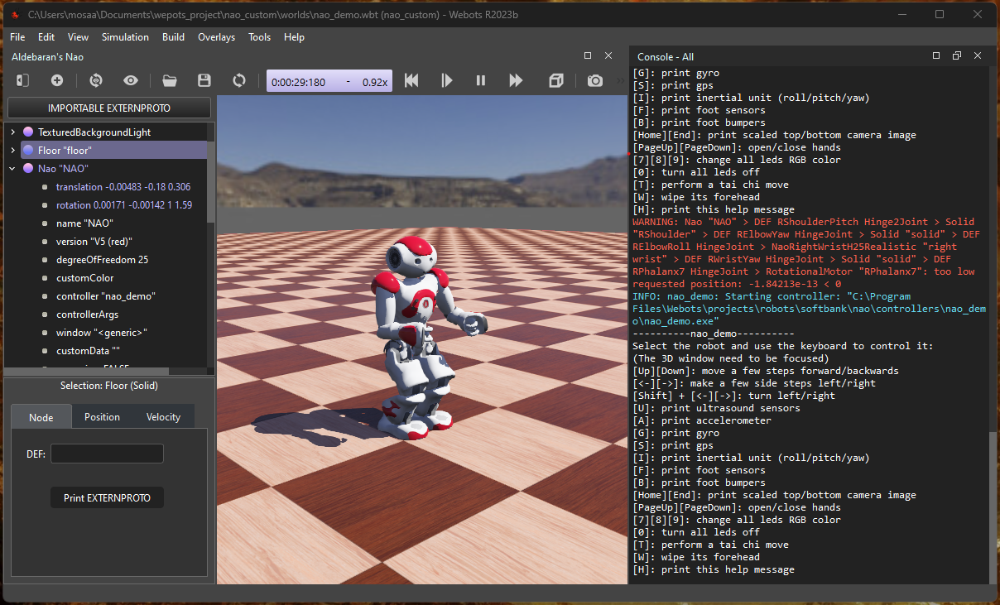 C:\Users\mosaa\Documents\wepots_project\nao_custom\worlds\nao_demo.wbt (nao_custom) - Webots R2023b
File Edit View Simulation Build Overlays Tools Help
Aldebaran's Nao
0:00:29:180 - 0.92x
IMPORTABLE EXTERNPROTO
TexturedBackgroundLight
Floor "floor"
Nao "NAO"
translation -0.00483 -0.18 0.306
rotation 0.00171 -0.00142 1 1.59
name "NAO"
version "V5 (red)"
degreeOfFreedom 25
customColor
controller "nao_demo"
controllerArgs
window "<generic>"
customData ""
Selection: Floor (Solid)
Node Position Velocity
DEF:
Print EXTERNPROTO
Console - All
[G]: print gyro
[S]: print gps
[I]: print inertial unit (roll/pitch/yaw)
[F]: print foot sensors
[B]: print foot bumpers
[Home][End]: print scaled top/bottom camera image
[PageUp][PageDown]: open/close hands
[7][8][9]: change all leds RGB color
[0]: turn all leds off
[T]: perform a tai chi move
[W]: wipe its forehead
[H]: print this help message
WARNING: Nao "NAO" > DEF RShoulderPitch Hinge2Joint > Solid
"RShoulder" > DEF RElbowYaw HingeJoint > Solid "solid" > DEF
RElbowRoll HingeJoint > NaoRightWristH25Realistic "right
wrist" > DEF RWristYaw HingeJoint > Solid "solid" > DEF
RPhalanx7 HingeJoint > RotationalMotor "RPhalanx7": too low
requested position: -1.84213e-13 < 0
INFO: nao_demo: Starting controller: "C:\Program
Files\Webots\projects\robots\softbank\nao\controllers\nao_dem
o\nao_demo.exe"
----------nao_demo----------
Select the robot and use the keyboard to control it:
(The 3D window need to be focused)
[Up][Down]: move a few steps forward/backwards
[<-][->]: make a few side steps left/right
[Shift] + [<-][->]: turn left/right
[U]: print ultrasound sensors
[A]: print accelerometer
[G]: print gyro
[S]: print gps
[I]: print inertial unit (roll/pitch/yaw)
[F]: print foot sensors
[B]: print foot bumpers
[Home][End]: print scaled top/bottom camera image
[PageUp][PageDown]: open/close hands
[7][8][9]: change all leds RGB color
[0]: turn all leds off
[T]: perform a tai chi move
[W]: wipe its forehead
[H]: print this help message